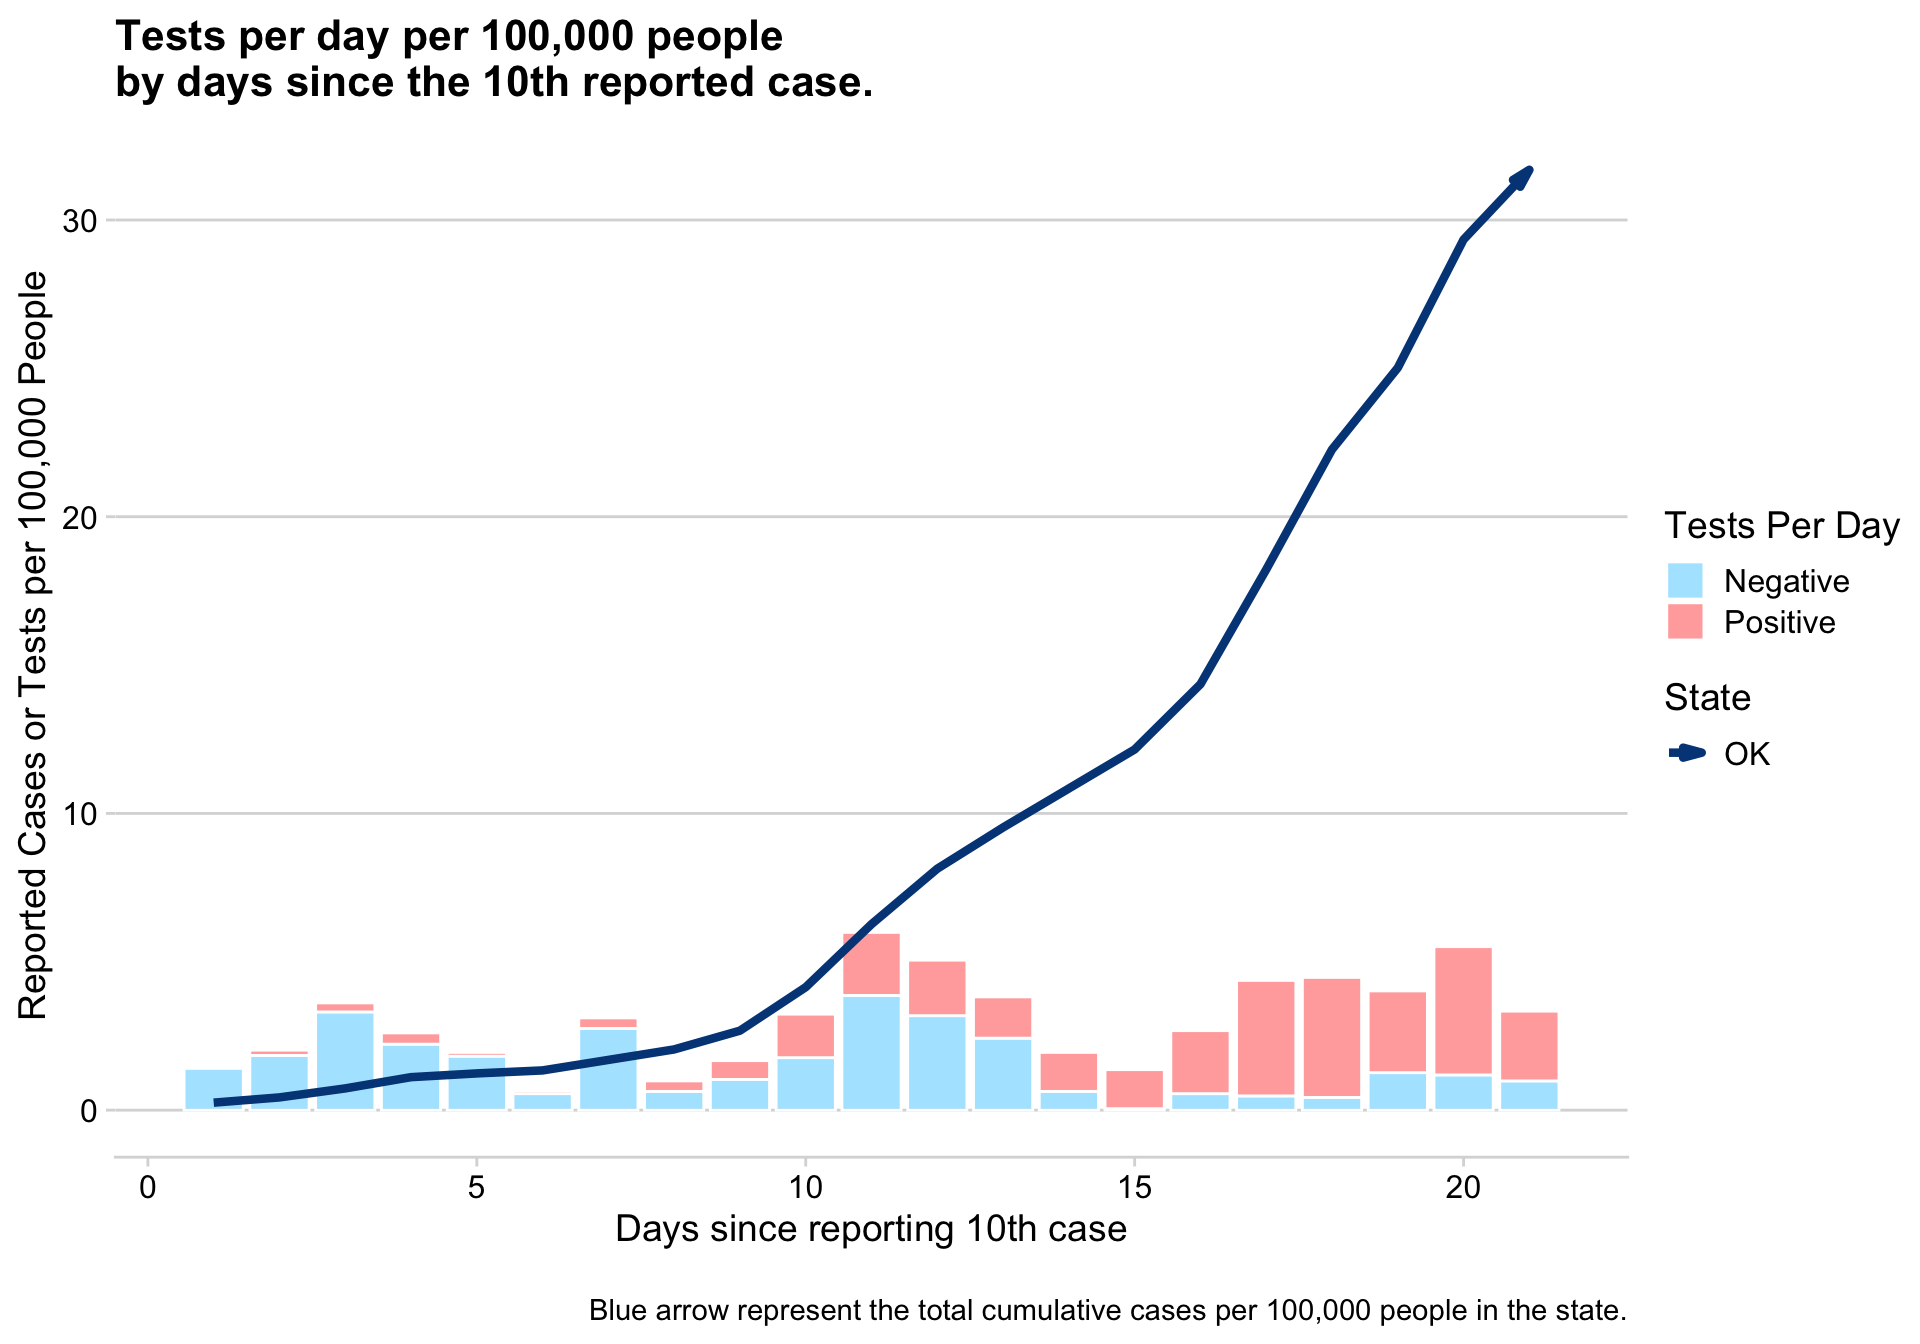 Tests per day per 100,000 people
by days since the 10th reported case.
Reported Cases or Tests per 100,000 People
30
20
10
0
0 5 10 15 20
Days since reporting 10th case
Tests Per Day
Negative
Positive
State
OK
Blue arrow represent the total cumulative cases per 100,000 people in the state.